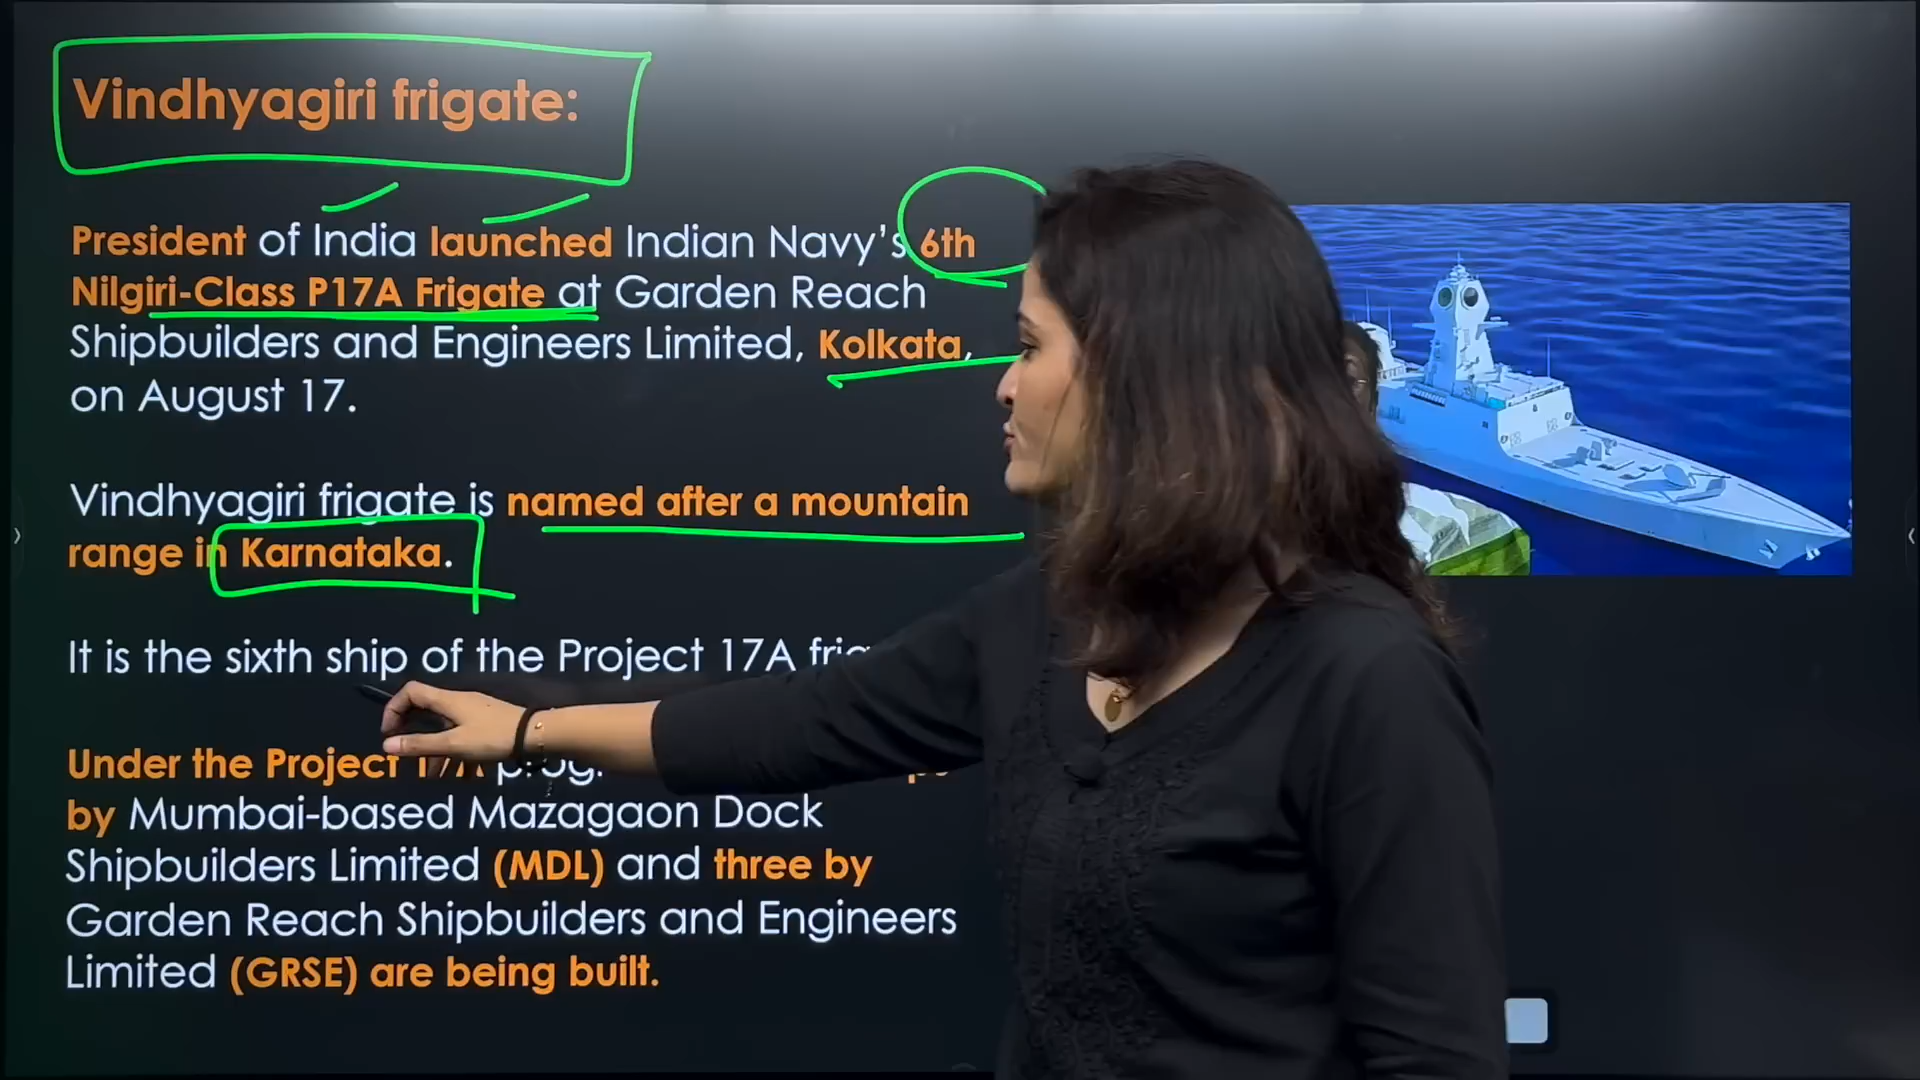 Vindhyagiri frigate:
President of India launched Indian Navy's 6th
Nilgiri-Class P17A Frigate at Garden Reach
Shipbuilders and Engineers Limited, Kolkata,
on August 17.
Vindhyagiri frigate is named after a mountain
range in Karnataka.
It is the sixth ship of the Project 17A
Under the Project 17A
by Mumbai-based Mazagaon Dock
Shipbuilders Limited (MDL) and three by
Garden Reach Shipbuilders and Engineers
Limited (GRSE) are being built.